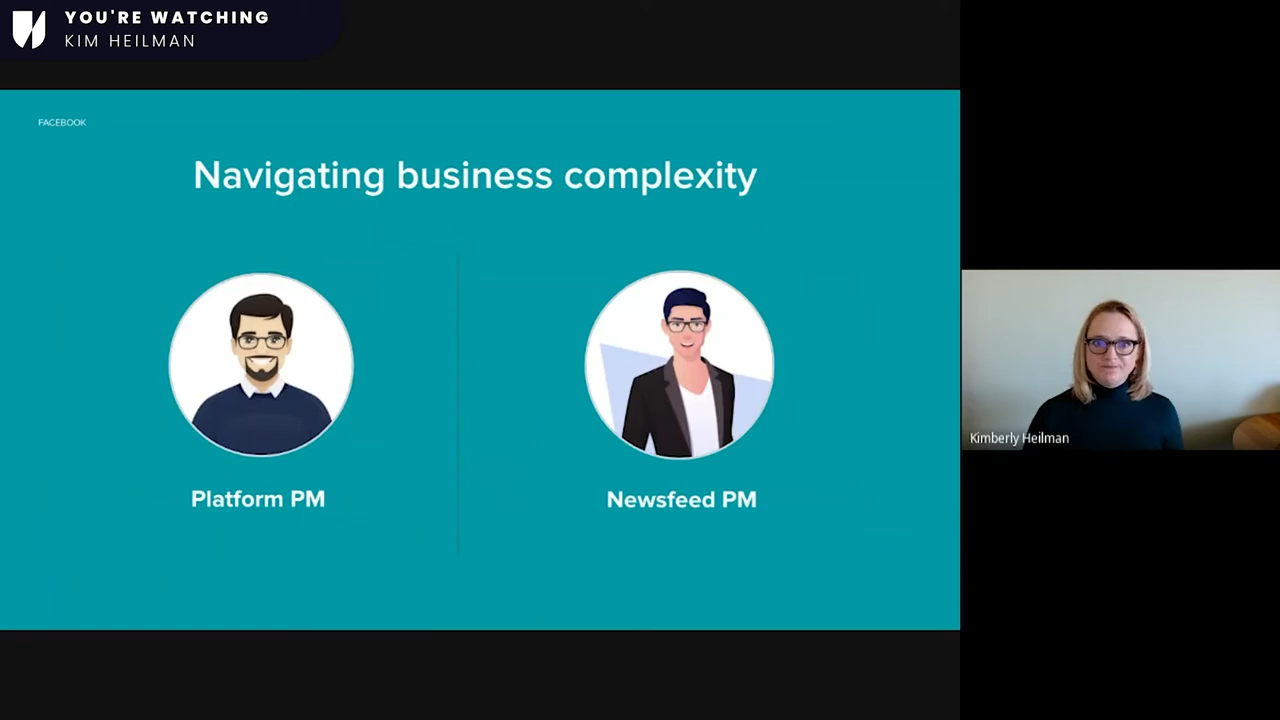 YOU'RE WATCHING
KIM HEILMAN
FACEBOOK
Navigating business complexity
Platform PM
Newsfeed PM
Kimberly Heilman